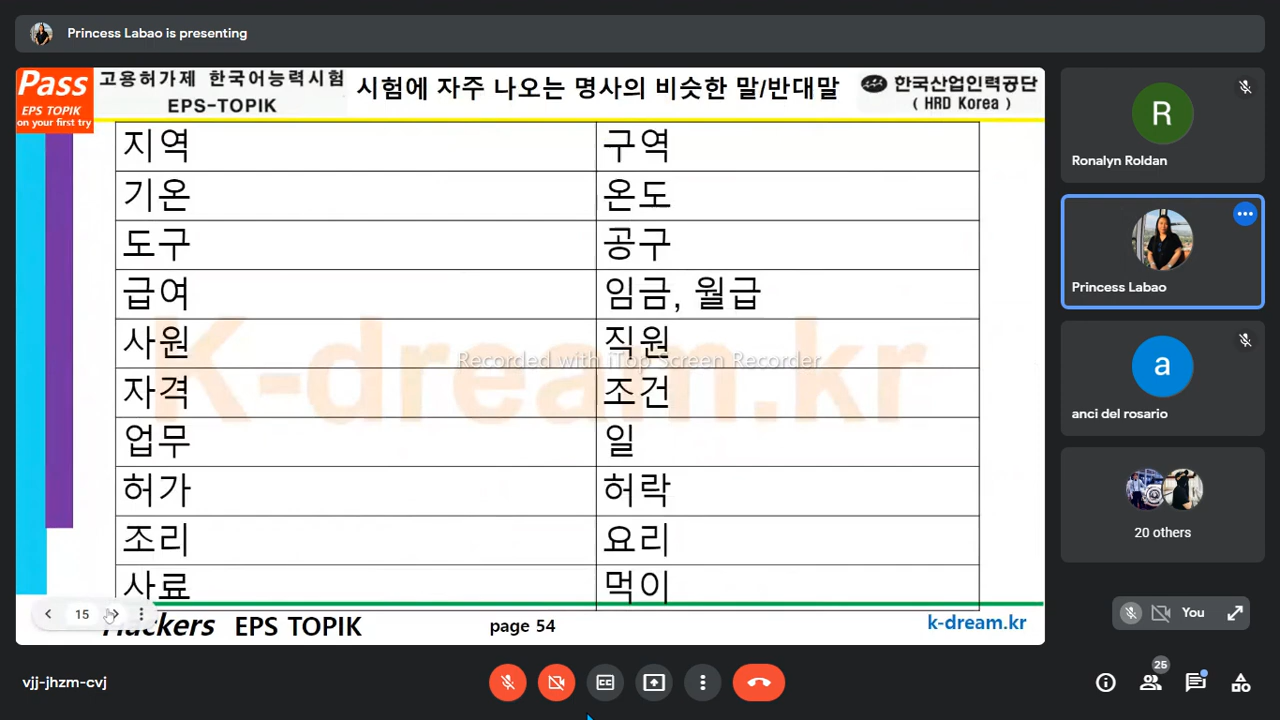 Princess Labao is presenting
Pass
EPS TOPIK
on your first try
고용허가제 한국어능력시험
EPS-TOPIK
시험에 자주 나오는 명사의 비슷한 말/반대말
한국산업인력공단
( HRD Korea )
지역 구역
기온 온도
도구 공구
급여 임금, 월급
사원 직원
자격 조건
업무 일
허가 허락
조리 요리
사료 먹이
K-dream.kr
Recorded with iTop Screen Recorder
15
Hackers EPS TOPIK
page 54
k-dream.kr
R
Ronalyn Roldan
Princess Labao
a
anci del rosario
20 others
You
vjj-jhzm-cvj
CC
25